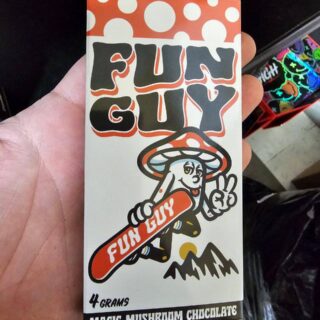 FUN
GUY
FUN GUY
4 GRAMS
MAGIC MUSHROOM CHOCOLATE